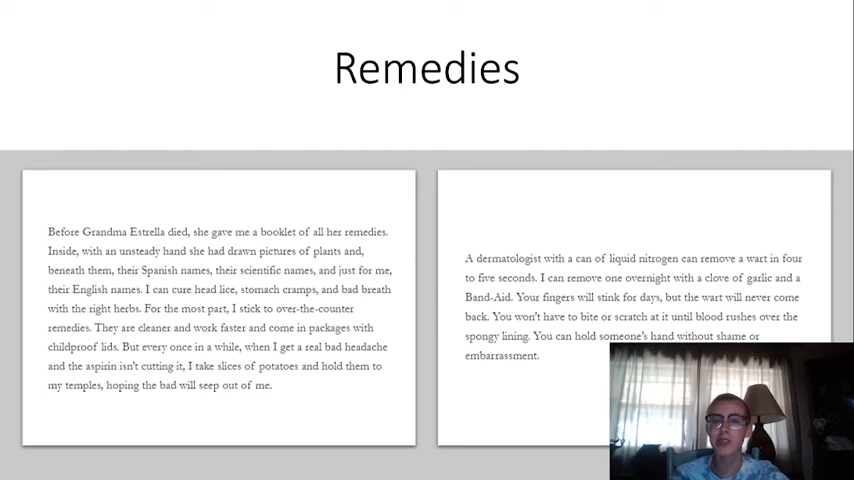 Remedies
Before Grandma Estrella died, she gave me a booklet of all her remedies.
Inside, with an unsteady hand she had drawn pictures of plants and,
beneath them, their Spanish names, their scientific names, and just for me,
their English names. I can cure head lice, stomach cramps, and bad breath
with the right herbs. For the most part, I stick to over-the-counter
remedies. They are cleaner and work faster and come in packages with
childproof lids. But every once in a while, when I get a real bad headache
and the aspirin isn’t cutting it, I take slices of potatoes and hold them to
my temples, hoping the bad will seep out of me.
A dermatologist with a can of liquid nitrogen can remove a wart in four
to five seconds. I can remove one overnight with a clove of garlic and a
Band-Aid. Your fingers will stink for days, but the wart will never come
back. You won’t have to bite or scratch at it until blood rushes over the
spongy lining. You can hold someone’s hand without shame or
embarrassment.